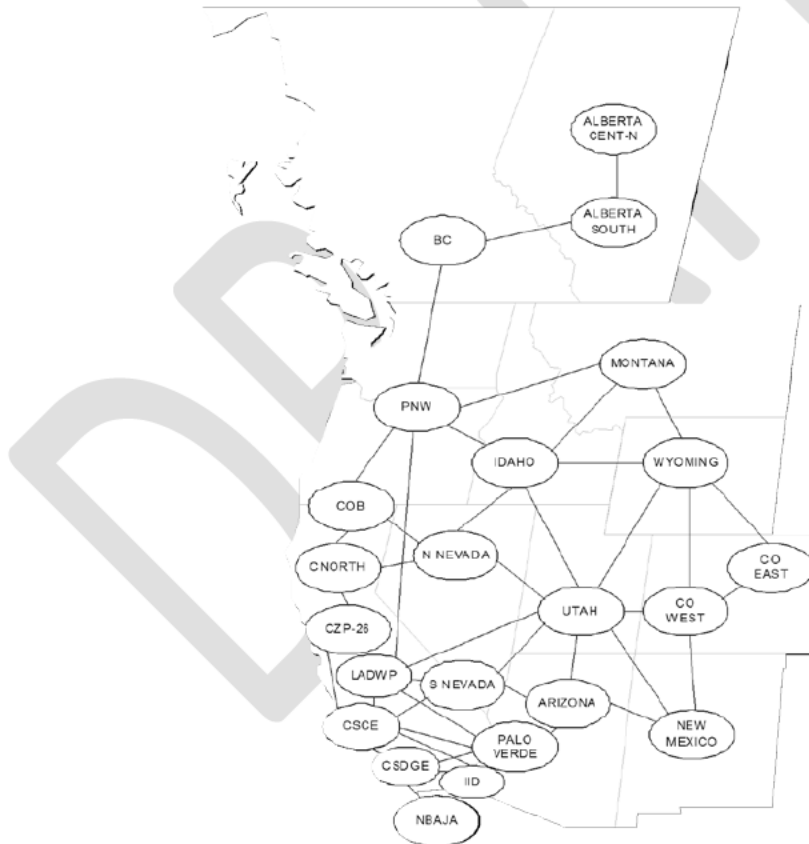 ALBERTA
CENT-N
ALBERTA
SOUTH
BC
MONTANA
PNW
IDAHO
WYOMING
COB
N NEVADA
CNORTH
CO
EAST
UTAH
CO
WEST
CZP-26
LADWP
S NEVADA
ARIZONA
CSCE
NEW
MEXICO
PALO
VERDE
CSDGE
IID
NBAJA